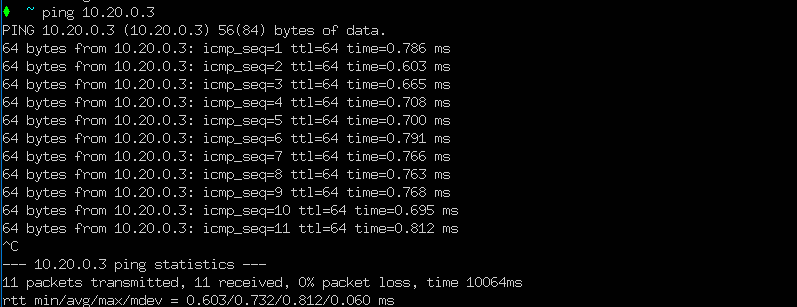 ~ ping 10.20.0.3
PING 10.20.0.3 (10.20.0.3) 56(84) bytes of data.
64 bytes from 10.20.0.3: icmp_seq=1 ttl=64 time=0.786 ms
64 bytes from 10.20.0.3: icmp_seq=2 ttl=64 time=0.603 ms
64 bytes from 10.20.0.3: icmp_seq=3 ttl=64 time=0.665 ms
64 bytes from 10.20.0.3: icmp_seq=4 ttl=64 time=0.708 ms
64 bytes from 10.20.0.3: icmp_seq=5 ttl=64 time=0.700 ms
64 bytes from 10.20.0.3: icmp_seq=6 ttl=64 time=0.791 ms
64 bytes from 10.20.0.3: icmp_seq=7 ttl=64 time=0.766 ms
64 bytes from 10.20.0.3: icmp_seq=8 ttl=64 time=0.763 ms
64 bytes from 10.20.0.3: icmp_seq=9 ttl=64 time=0.768 ms
64 bytes from 10.20.0.3: icmp_seq=10 ttl=64 time=0.695 ms
64 bytes from 10.20.0.3: icmp_seq=11 ttl=64 time=0.812 ms
^C
--- 10.20.0.3 ping statistics ---
11 packets transmitted, 11 received, 0% packet loss, time 10064ms
rtt min/avg/max/mdev = 0.603/0.732/0.812/0.060 ms